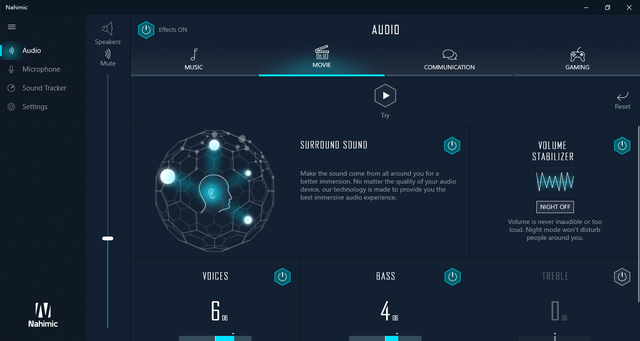 Nahimic
Speakers
Mute
Audio
Microphone
Sound Tracker
Settings
Nahimic
Effects ON
AUDIO
MUSIC
MOVIE
COMMUNICATION
GAMING
Try
Reset
SURROUND SOUND
Make the sound come from all around you for a
better immersion. No matter the quality of your audio
device, our technology is made to provide you the
best immersive audio experience.
VOLUME
STABILIZER
NIGHT OFF
Volume is never inaudible or too
loud. Night mode won't disturb
people around you.
VOICES
6 DB
BASS
4 DB
TREBLE
0 DB